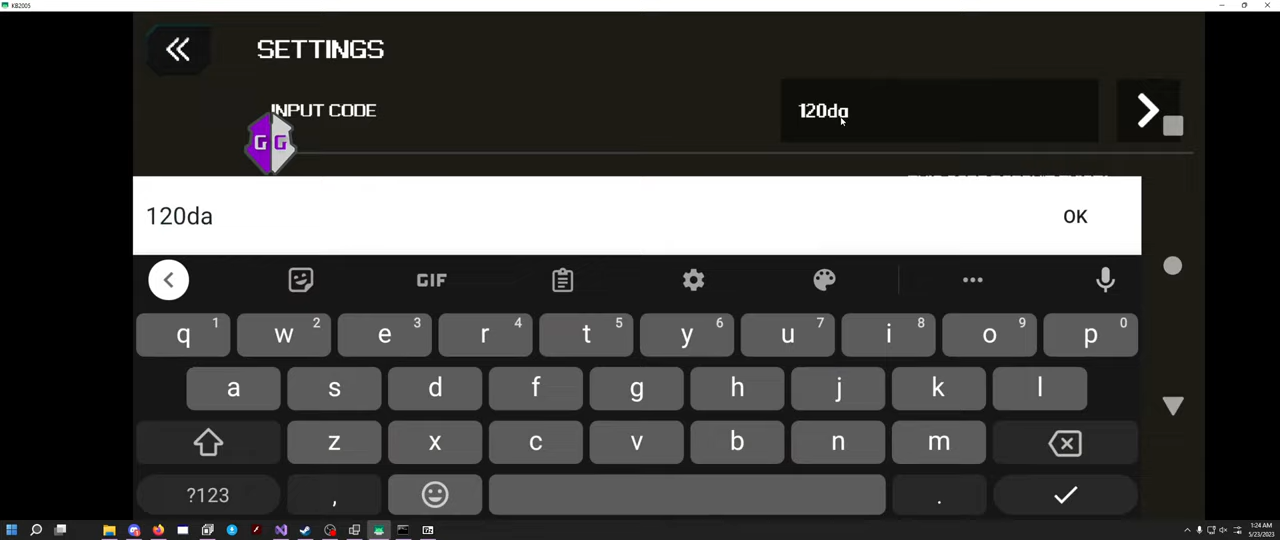 KB2005
SETTINGS
INPUT CODE
120da
G G
120da
OK
GIF
q 1 w 2 e 3 r 4 t 5 y 6 u 7 i 8 o 9 p 0
a s d f g h j k l
z x c v b n m
?123 , .
1:24 AM
5/23/2023